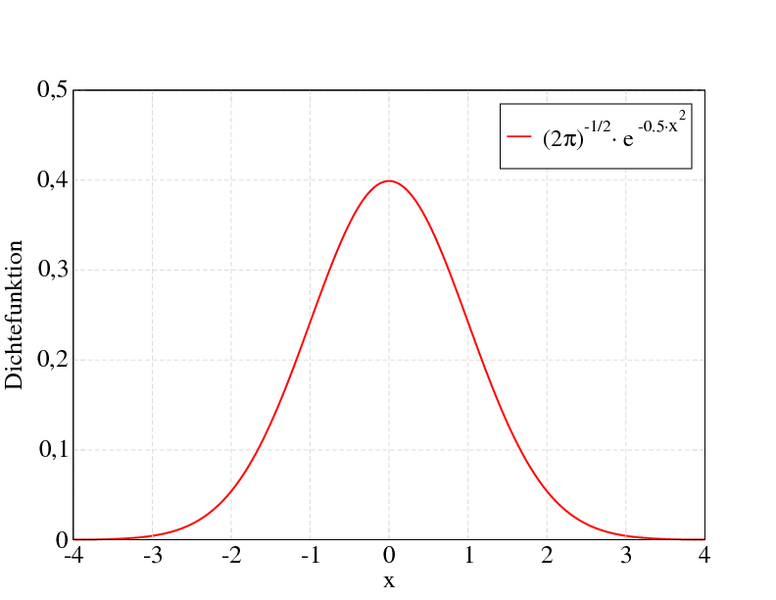 0,5
(2π)^-1/2 · e^-0.5·x^2
0,4
0,3
Dichtefunktion
0,2
0,1
0
-4 -3 -2 -1 0 1 2 3 4
x